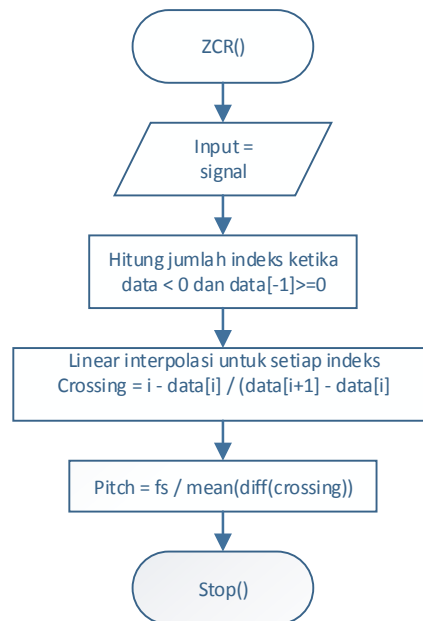 ZCR()
Input =
signal
Hitung jumlah indeks ketika
data < 0 dan data[-1]>=0
Linear interpolasi untuk setiap indeks
Crossing = i - data[i] / (data[i+1] - data[i]
Pitch = fs / mean(diff(crossing))
Stop()